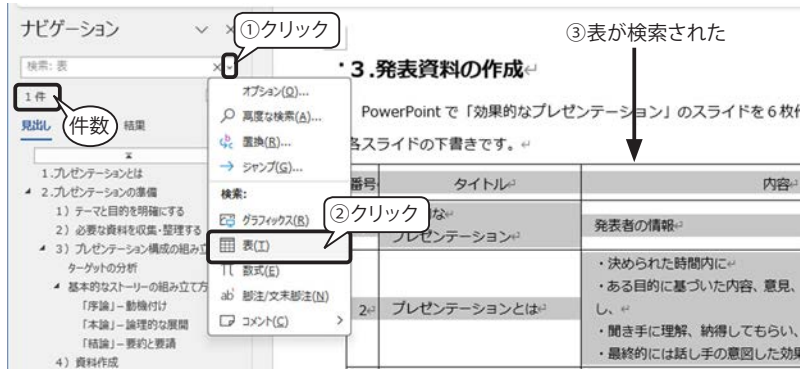 ナビゲーション
①クリック
③表が検索された
検索: 表
1 件
件数
見出し
結果
1.プレゼンテーションとは
2.プレゼンテーションの準備
1）テーマと目的を明確にする
2）必要な資料を収集・整理する
3）プレゼンテーション構成の組み立
ターゲットの分析
基本的なストーリーの組み立て方
「序論」－動機付け
「本論」－論理的な展開
「結論」－要約と要請
4）資料作成
オプション(O)...
高度な検索(A)...
置換(R)...
ジャンプ(G)...
検索:
グラフィックス(R)
②クリック
表(T)
数式(E)
脚注/文末脚注(N)
コメント(C)
３.発表資料の作成
PowerPoint で「効果的なプレゼンテーション」のスライドを 6 枚
各スライドの下書きです。
番号
タイトル
内容
な
プレゼンテーション
発表者の情報
2
プレゼンテーションとは
・決められた時間内に
・ある目的に基づいた内容、意見、
し、
・聞き手に理解、納得してもらい、
・最終的には話し手の意図した効果